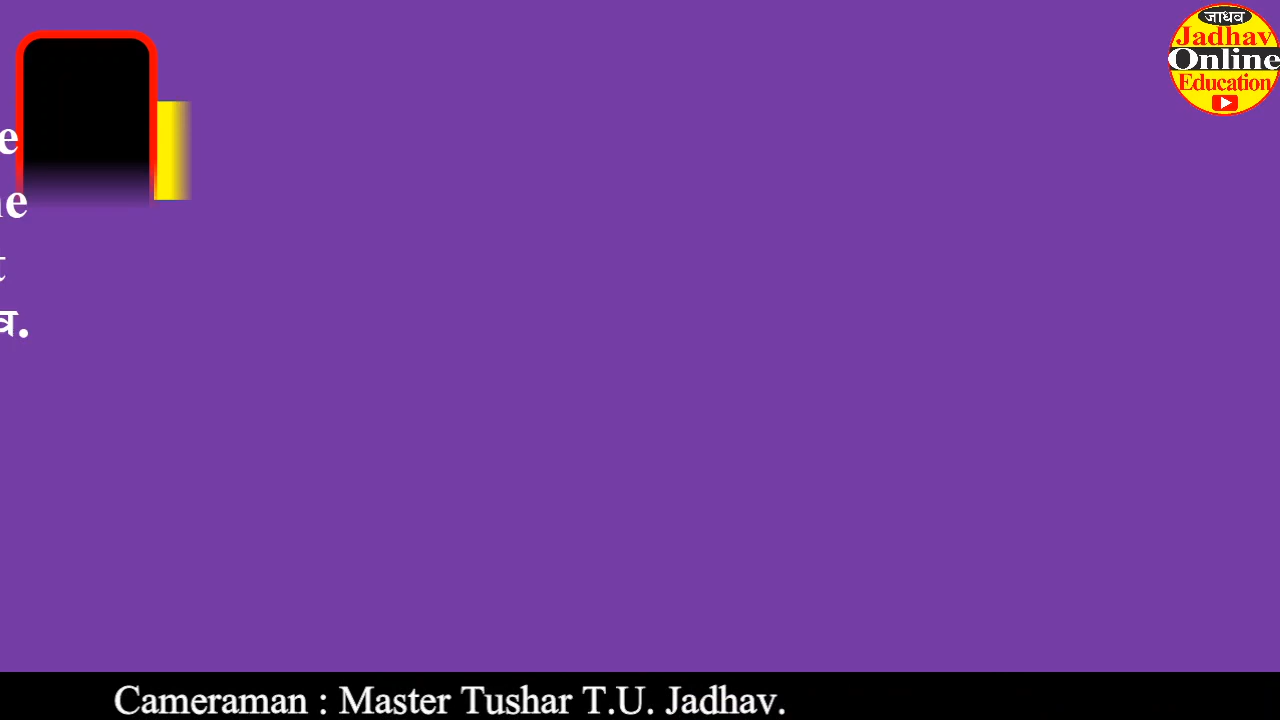 जाधव
Jadhav
Online
Education
Cameraman : Master Tushar T.U. Jadhav.